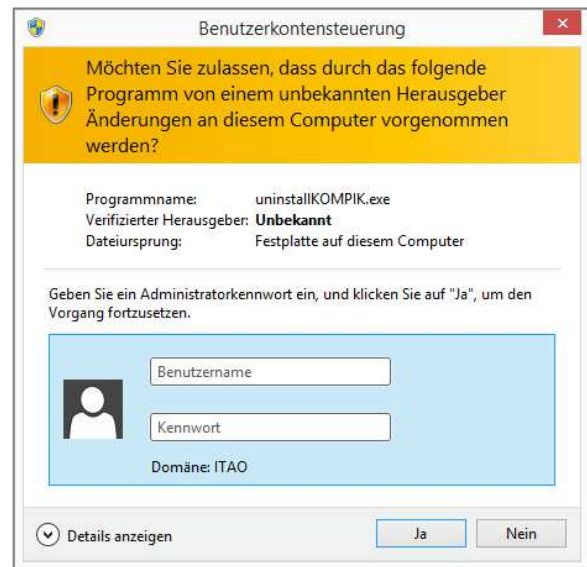 Benutzerkontensteuerung
Möchten Sie zulassen, dass durch das folgende
Programm von einem unbekannten Herausgeber
Änderungen an diesem Computer vorgenommen
werden?
Programmname: uninstallKOMPIK.exe
Verifizierter Herausgeber: Unbekannt
Dateiursprung: Festplatte auf diesem Computer
Geben Sie ein Administratorkennwort ein, und klicken Sie auf "Ja", um den
Vorgang fortzusetzen.
Benutzername
Kennwort
Domäne: ITAO
Details anzeigen Ja Nein